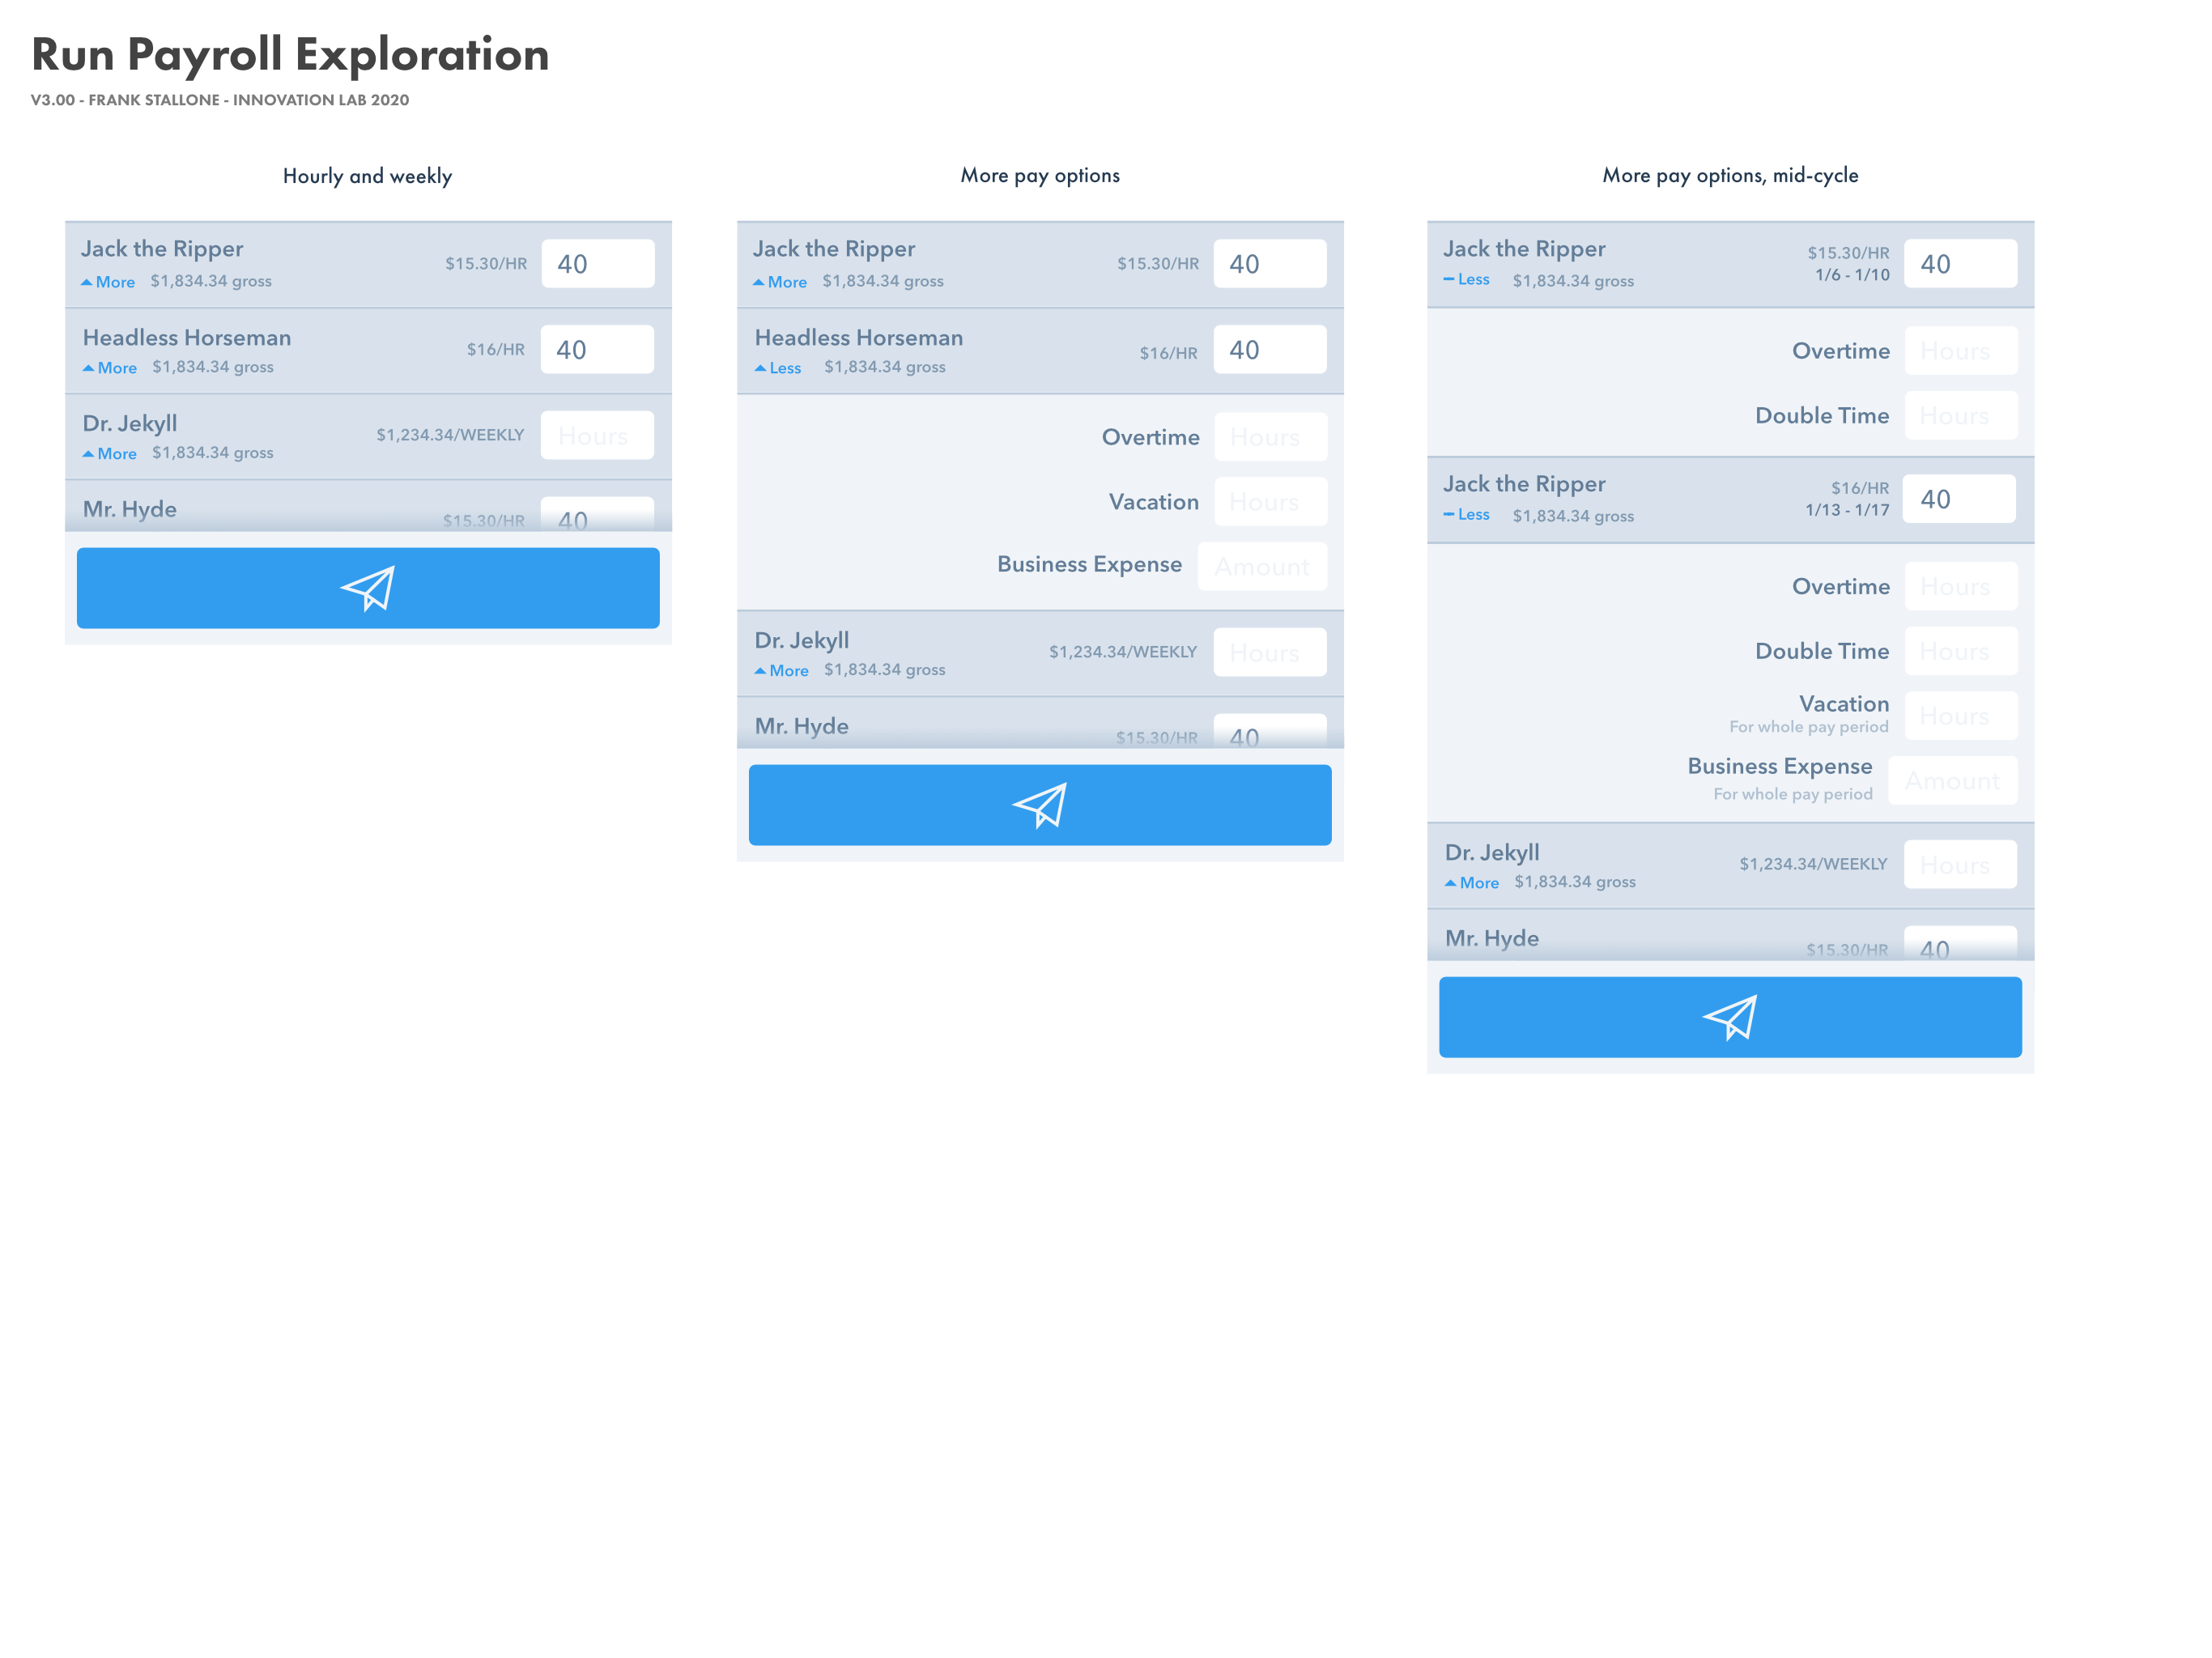 Run Payroll Exploration
V3.00 - FRANK STALLONE - INNOVATION LAB 2020
Hourly and weekly
Jack the Ripper
More $1,834.34 gross
$15.30/HR
40
Headless Horseman
More $1,834.34 gross
$16/HR
40
Dr. Jekyll
More $1,834.34 gross
$1,234.34/WEEKLY
Hours
Mr. Hyde
$15.30/HR
40
More pay options
Jack the Ripper
More $1,834.34 gross
$15.30/HR
40
Headless Horseman
Less $1,834.34 gross
$16/HR
40
Overtime Hours
Vacation Hours
Business Expense Amount
Dr. Jekyll
More $1,834.34 gross
$1,234.34/WEEKLY
Hours
Mr. Hyde
$15.30/HR
40
More pay options, mid-cycle
Jack the Ripper
Less $1,834.34 gross
$15.30/HR
1/6 - 1/10
40
Overtime Hours
Double Time Hours
Jack the Ripper
Less $1,834.34 gross
$16/HR
1/13 - 1/17
40
Overtime Hours
Double Time Hours
Vacation
For whole pay period
Hours
Business Expense
For whole pay period
Amount
Dr. Jekyll
More $1,834.34 gross
$1,234.34/WEEKLY
Hours
Mr. Hyde
$15.30/HR
40